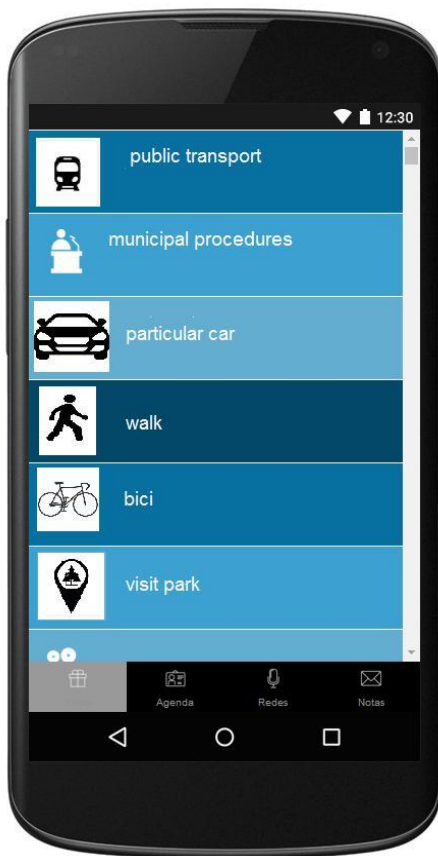 12:30
public transport
municipal procedures
particular car
walk
bici
visit park
Agenda
Redes
Notas